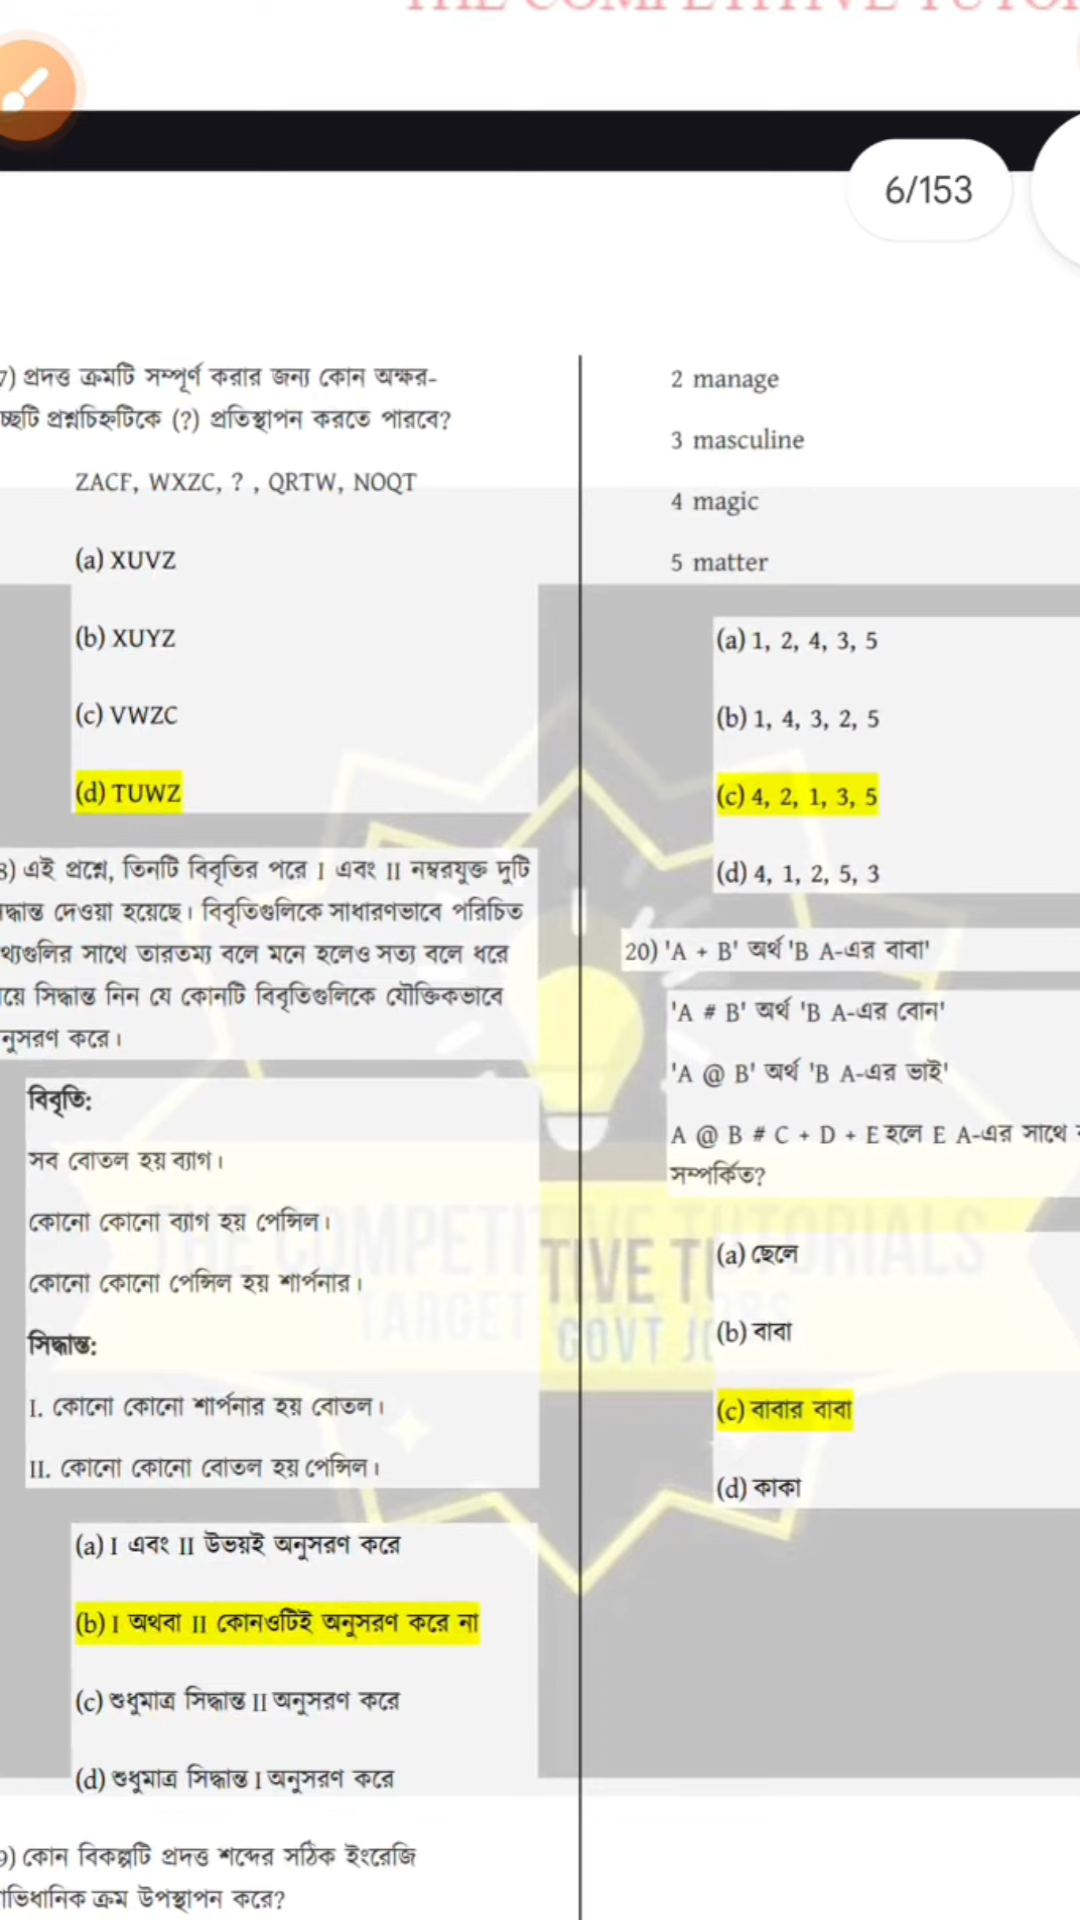 6/153
7) প্রদত্ত ক্রমটি সম্পূর্ণ করার জন্য কোন অক্ষর-
চ্ছটি প্রশ্নচিহ্নটিকে (?) প্রতিস্থাপন করতে পারবে?
ZACF, WXZC, ? , QRTW, NOQT
(a) XUVZ
(b) XUYZ
(c) VWZC
(d) TUWZ
8) এই প্রশ্নে, তিনটি বিবৃতির পরে I এবং II নম্বরযুক্ত দুটি
দ্ধান্ত দেওয়া হয়েছে। বিবৃতিগুলিকে সাধারণভাবে পরিচিত
থ্যগুলির সাথে তারতম্য বলে মনে হলেও সত্য বলে ধরে
য়ে সিদ্ধান্ত নিন যে কোনটি বিবৃতিগুলিকে যৌক্তিকভাবে
নুসরণ করে।
বিবৃতি:
সব বোতল হয় ব্যাগ।
কোনো কোনো ব্যাগ হয় পেন্সিল।
কোনো কোনো পেন্সিল হয় শার্পনার।
সিদ্ধান্ত:
I. কোনো কোনো শার্পনার হয় বোতল।
II. কোনো কোনো বোতল হয় পেন্সিল।
(a) I এবং II উভয়ই অনুসরণ করে
(b) I অথবা II কোনওটিই অনুসরণ করে না
(c) শুধুমাত্র সিদ্ধান্ত II অনুসরণ করে
(d) শুধুমাত্র সিদ্ধান্ত I অনুসরণ করে
9) কোন বিকল্পটি প্রদত্ত শব্দের সঠিক ইংরেজি
ভিধানিক ক্রম উপস্থাপন করে?
2 manage
3 masculine
4 magic
5 matter
(a) 1, 2, 4, 3, 5
(b) 1, 4, 3, 2, 5
(c) 4, 2, 1, 3, 5
(d) 4, 1, 2, 5, 3
20) 'A + B' অর্থ 'B A-এর বাবা'
'A # B' অর্থ 'B A-এর বোন'
'A @ B' অর্থ 'B A-এর ভাই'
A @ B # C + D + E হলে E A-এর সাথে
সম্পর্কিত?
(a) ছেলে
(b) বাবা
(c) বাবার বাবা
(d) কাকা
THE COMPETITIVE TUTORIALS
TARGET GOVT JOBS